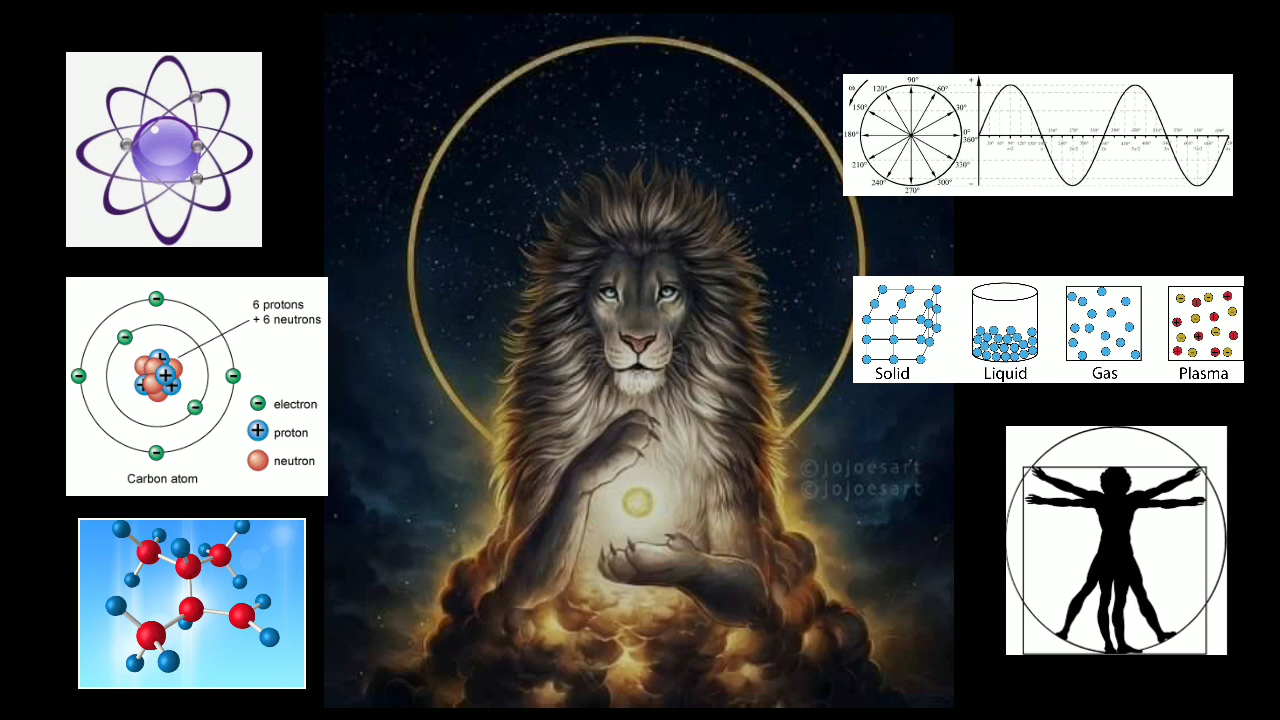 6 protons
+ 6 neutrons
electron
proton
neutron
Carbon atom
©jojoesart
©jojoesart
90°
120°
60°
150°
30°
180°
0°
360°
210°
330°
240°
300°
270°
Solid
Liquid
Gas
Plasma